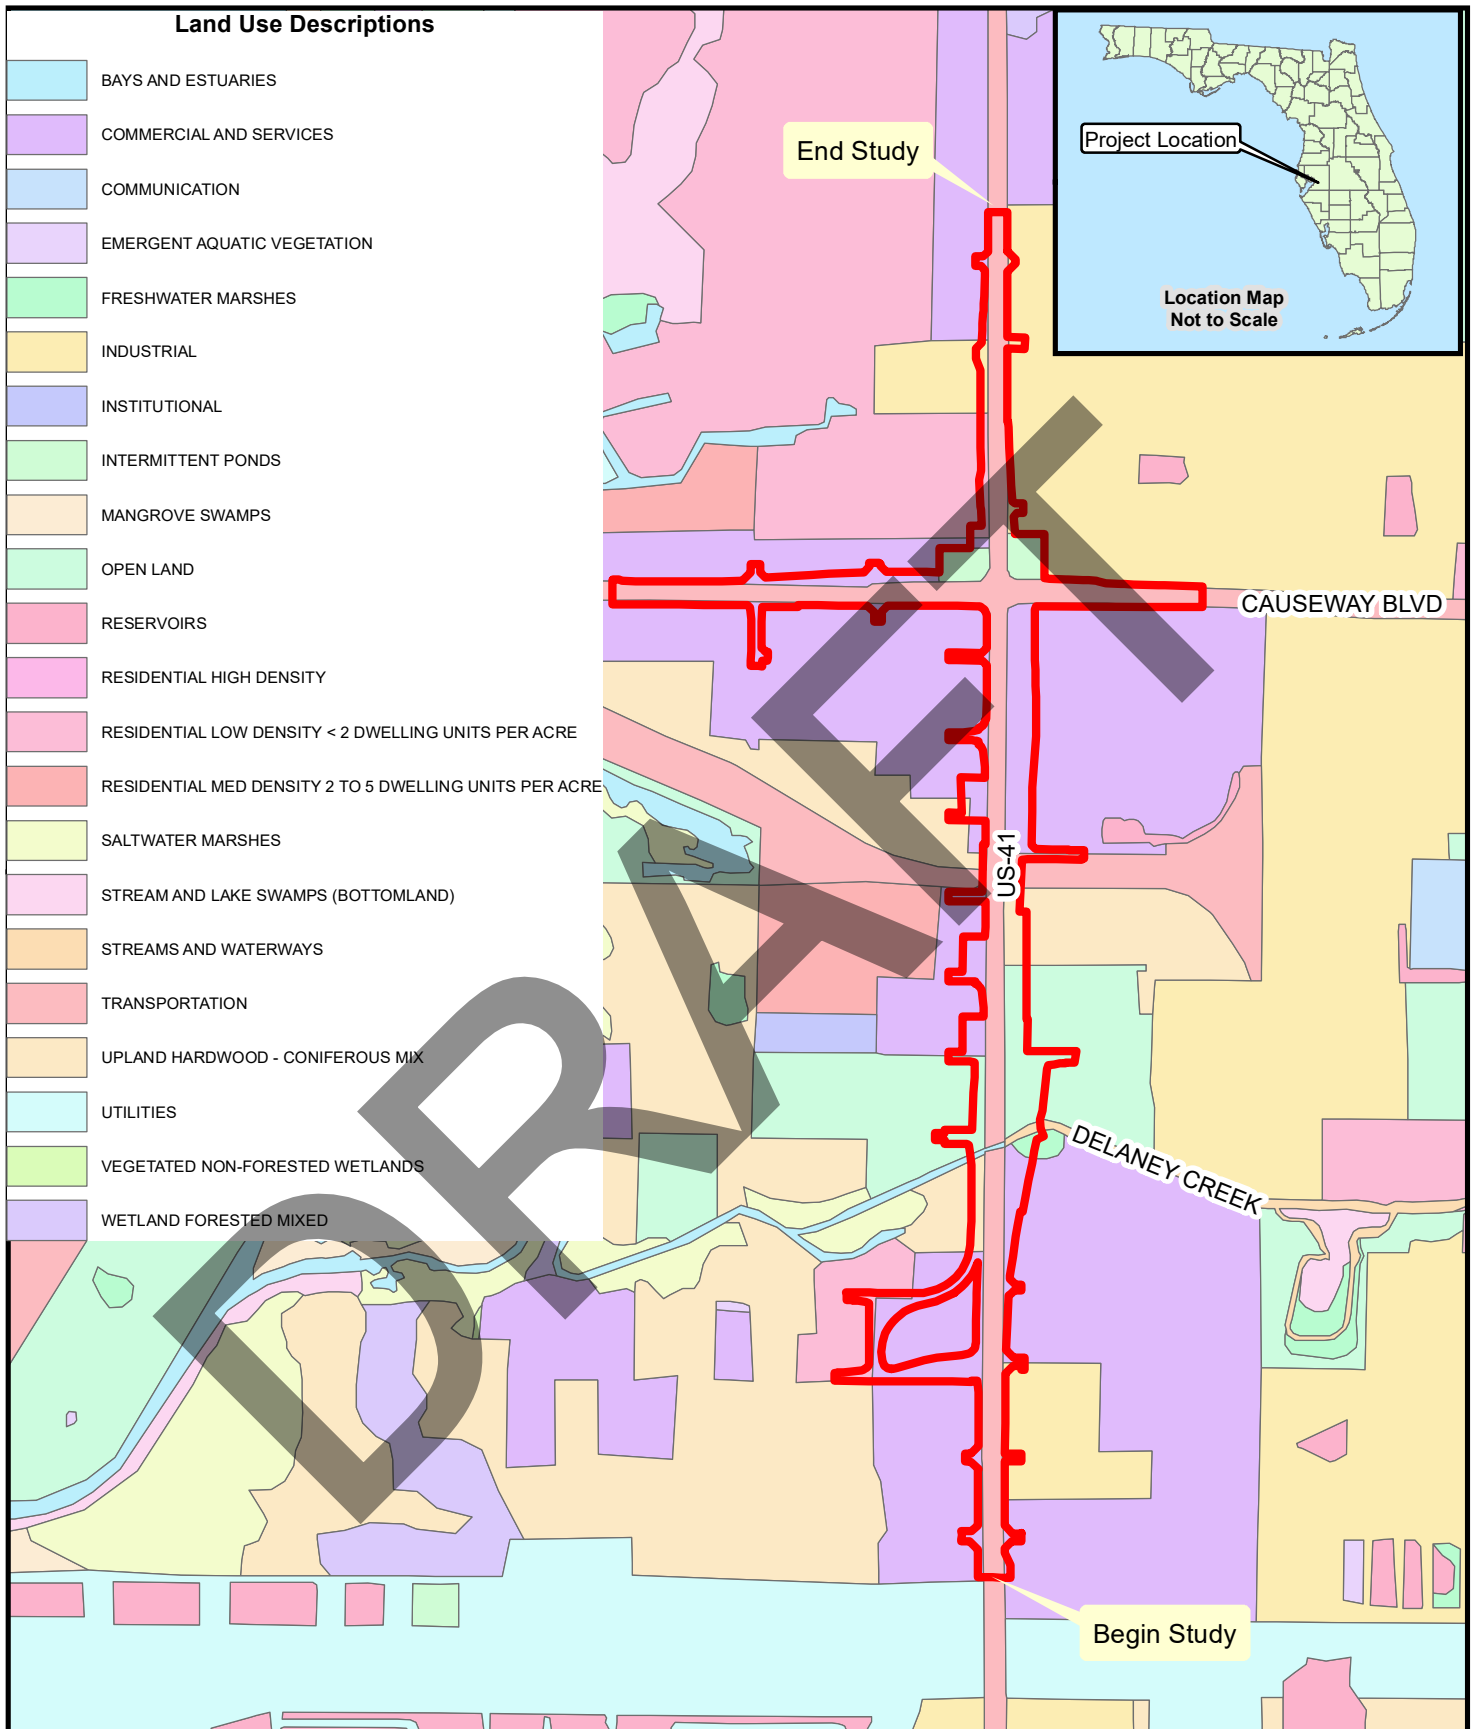 Land Use Descriptions
BAYS AND ESTUARIES
COMMERCIAL AND SERVICES
COMMUNICATION
EMERGENT AQUATIC VEGETATION
FRESHWATER MARSHES
INDUSTRIAL
INSTITUTIONAL
INTERMITTENT PONDS
MANGROVE SWAMPS
OPEN LAND
RESERVOIRS
RESIDENTIAL HIGH DENSITY
RESIDENTIAL LOW DENSITY < 2 DWELLING UNITS PER ACRE
RESIDENTIAL MED DENSITY 2 TO 5 DWELLING UNITS PER ACRE
SALTWATER MARSHES
STREAM AND LAKE SWAMPS (BOTTOMLAND)
STREAMS AND WATERWAYS
TRANSPORTATION
UPLAND HARDWOOD - CONIFEROUS MIX
UTILITIES
VEGETATED NON-FORESTED WETLANDS
WETLAND FORESTED MIXED
End Study
Project Location
Location Map
Not to Scale
CAUSEWAY BLVD
US-41
DELANEY CREEK
Begin Study
DRAFT